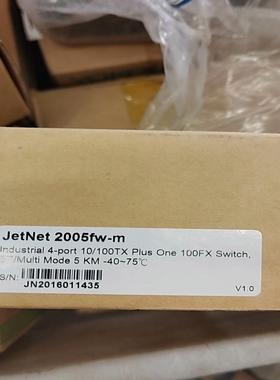 JetNet 2005fw-m
Industrial 4-port 10/100TX Plus One 100FX Switch,
/Multi Mode 5 KM -40~75℃
S/N:
JN2016011435
V1.0